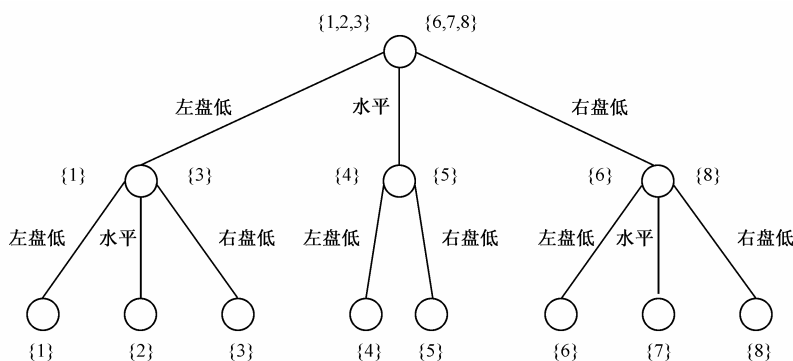 {1,2,3} {6,7,8}
左盘低 水平 右盘低
{1} {3} {4} {5} {6} {8}
左盘低 水平 右盘低 左盘低 右盘低 左盘低 水平 右盘低
{1} {2} {3} {4} {5} {6} {7} {8}